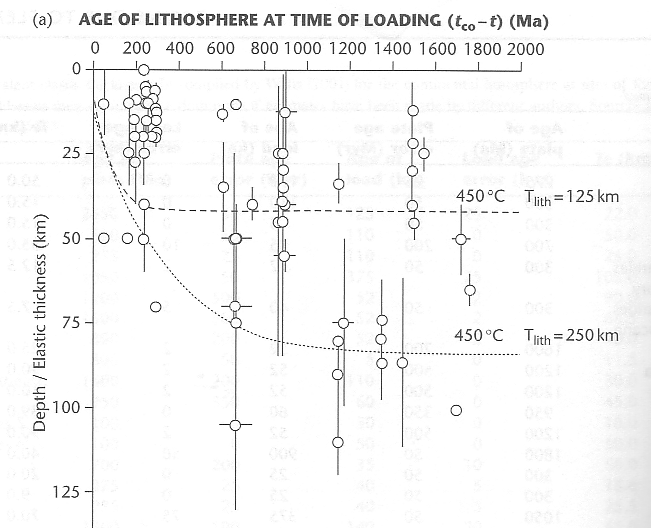 (a) AGE OF LITHOSPHERE AT TIME OF LOADING (tco–t) (Ma)
0 200 400 600 800 1000 1200 1400 1600 1800 2000
0
25
450 °C Tlith = 125 km
50
75
450 °C Tlith = 250 km
100
125
Depth / Elastic thickness (km)